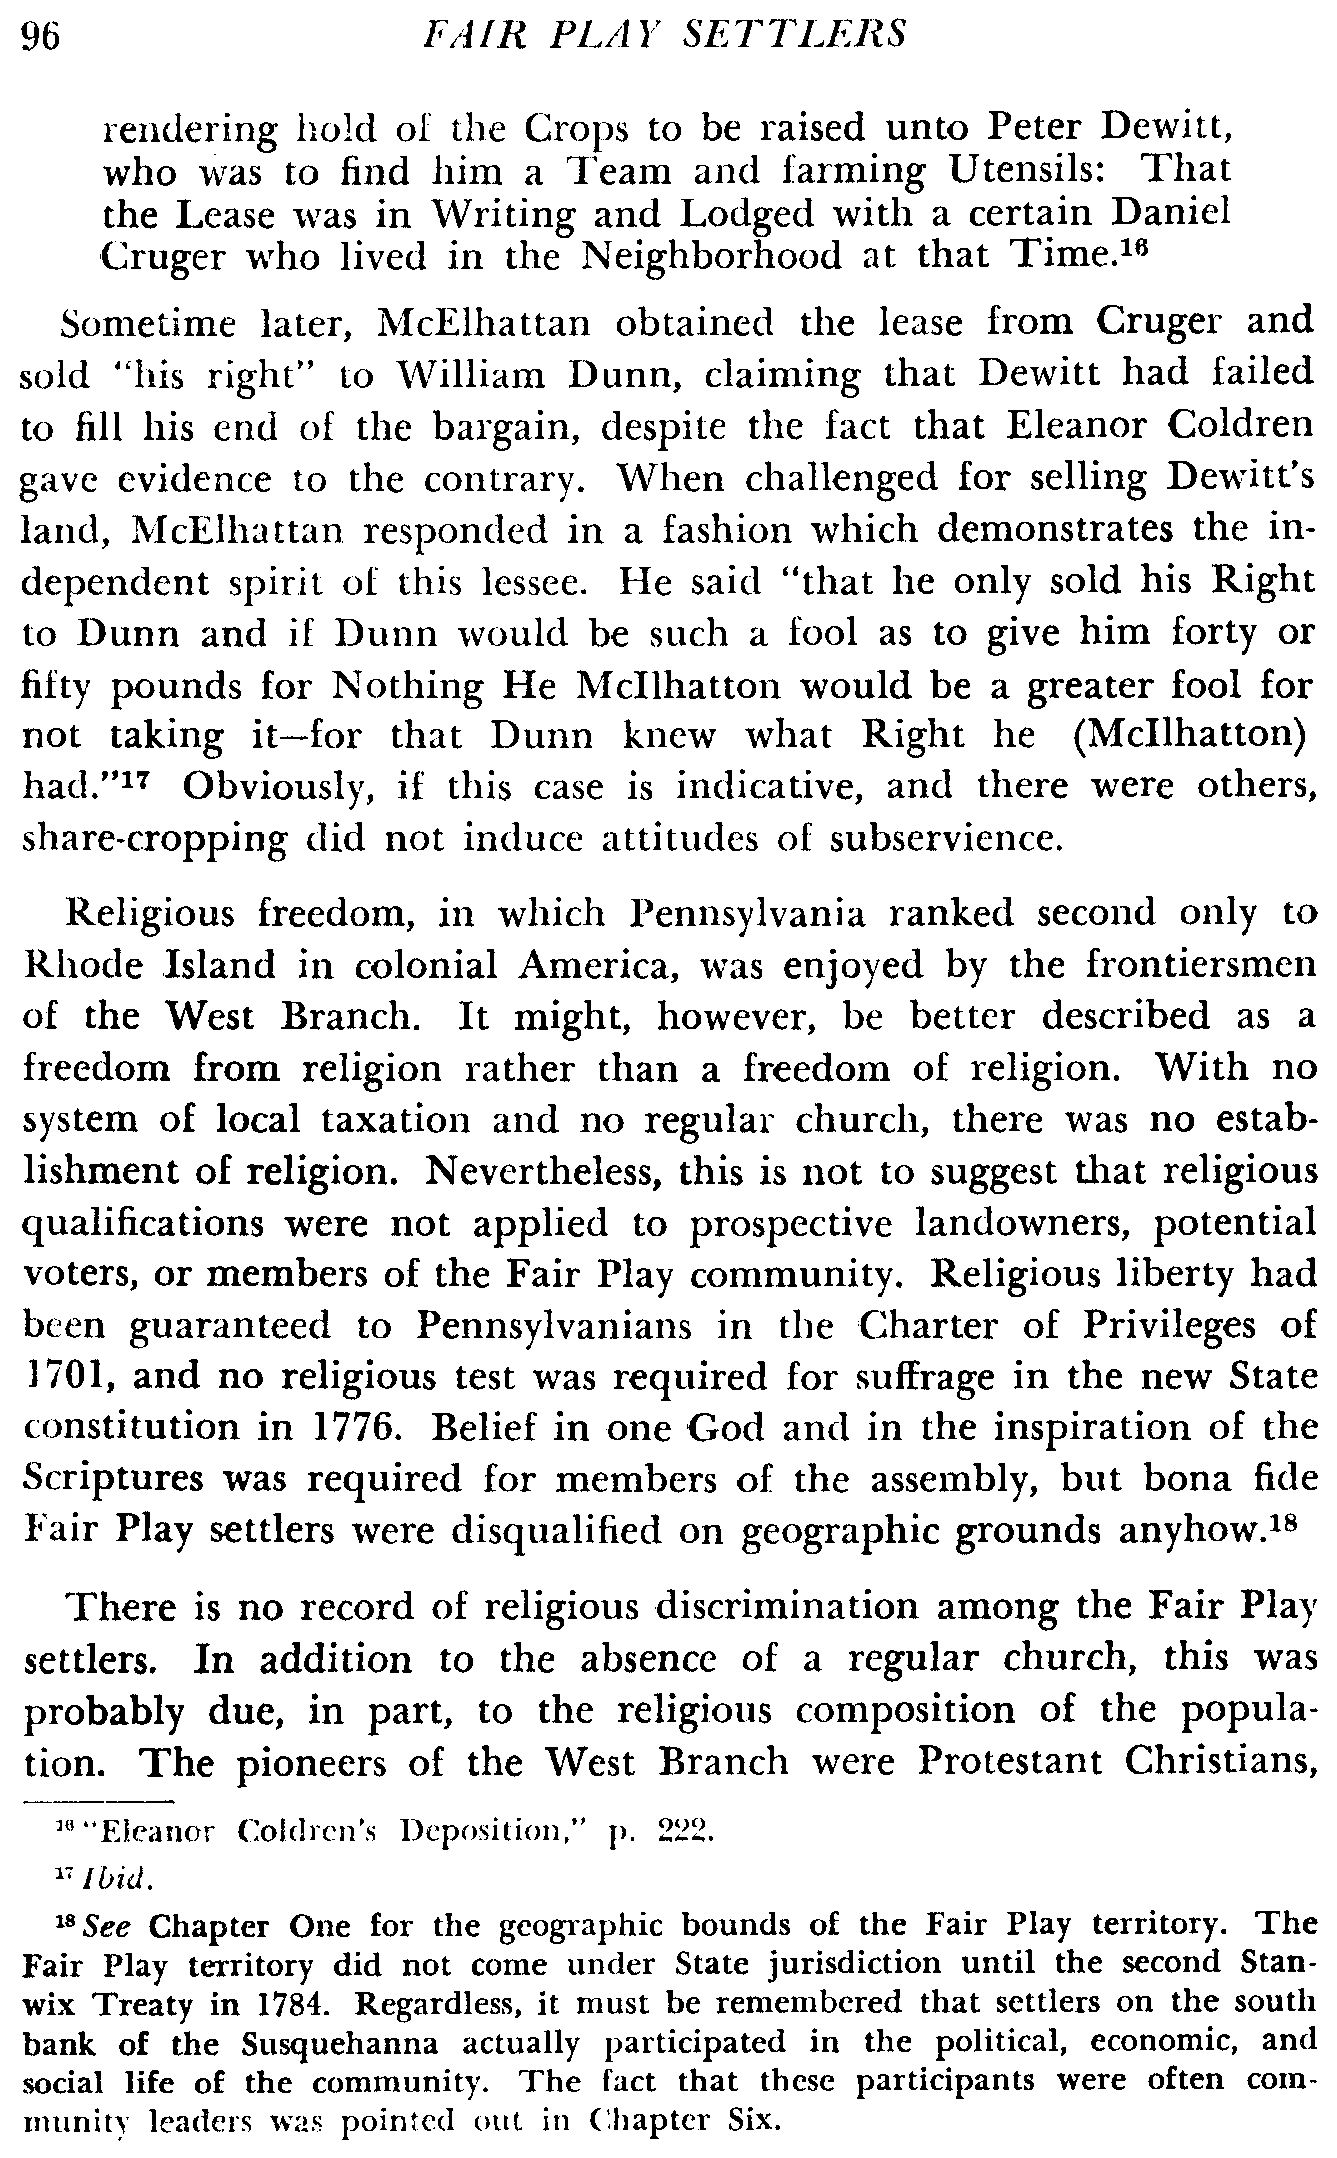 96 FAIR PLAY SETTLERS
rendering hold of the Crops to be raised unto Peter Dewitt,
who was to find him a Team and farming Utensils: That
the Lease was in Writing and Lodged with a certain Daniel
Cruger who lived in the Neighborhood at that Time.¹⁶
Sometime later, McElhattan obtained the lease from Cruger and
sold "his right" to William Dunn, claiming that Dewitt had failed
to fill his end of the bargain, despite the fact that Eleanor Coldren
gave evidence to the contrary. When challenged for selling Dewitt's
land, McElhattan responded in a fashion which demonstrates the in-
dependent spirit of this lessee. He said "that he only sold his Right
to Dunn and if Dunn would be such a fool as to give him forty or
fifty pounds for Nothing He McIlhatton would be a greater fool for
not taking it—for that Dunn knew what Right he (McIlhatton)
had."¹⁷ Obviously, if this case is indicative, and there were others,
share-cropping did not induce attitudes of subservience.
Religious freedom, in which Pennsylvania ranked second only to
Rhode Island in colonial America, was enjoyed by the frontiersmen
of the West Branch. It might, however, be better described as a
freedom from religion rather than a freedom of religion. With no
system of local taxation and no regular church, there was no estab-
lishment of religion. Nevertheless, this is not to suggest that religious
qualifications were not applied to prospective landowners, potential
voters, or members of the Fair Play community. Religious liberty had
been guaranteed to Pennsylvanians in the Charter of Privileges of
1701, and no religious test was required for suffrage in the new State
constitution in 1776. Belief in one God and in the inspiration of the
Scriptures was required for members of the assembly, but bona fide
Fair Play settlers were disqualified on geographic grounds anyhow.¹⁸
There is no record of religious discrimination among the Fair Play
settlers. In addition to the absence of a regular church, this was
probably due, in part, to the religious composition of the popula-
tion. The pioneers of the West Branch were Protestant Christians,
¹⁶ "Eleanor Coldren's Deposition," p. 222.
¹⁷ Ibid.
¹⁸ See Chapter One for the geographic bounds of the Fair Play territory. The
Fair Play territory did not come under State jurisdiction until the second Stan-
wix Treaty in 1784. Regardless, it must be remembered that settlers on the south
bank of the Susquehanna actually participated in the political, economic, and
social life of the community. The fact that these participants were often com-
munity leaders was pointed out in Chapter Six.